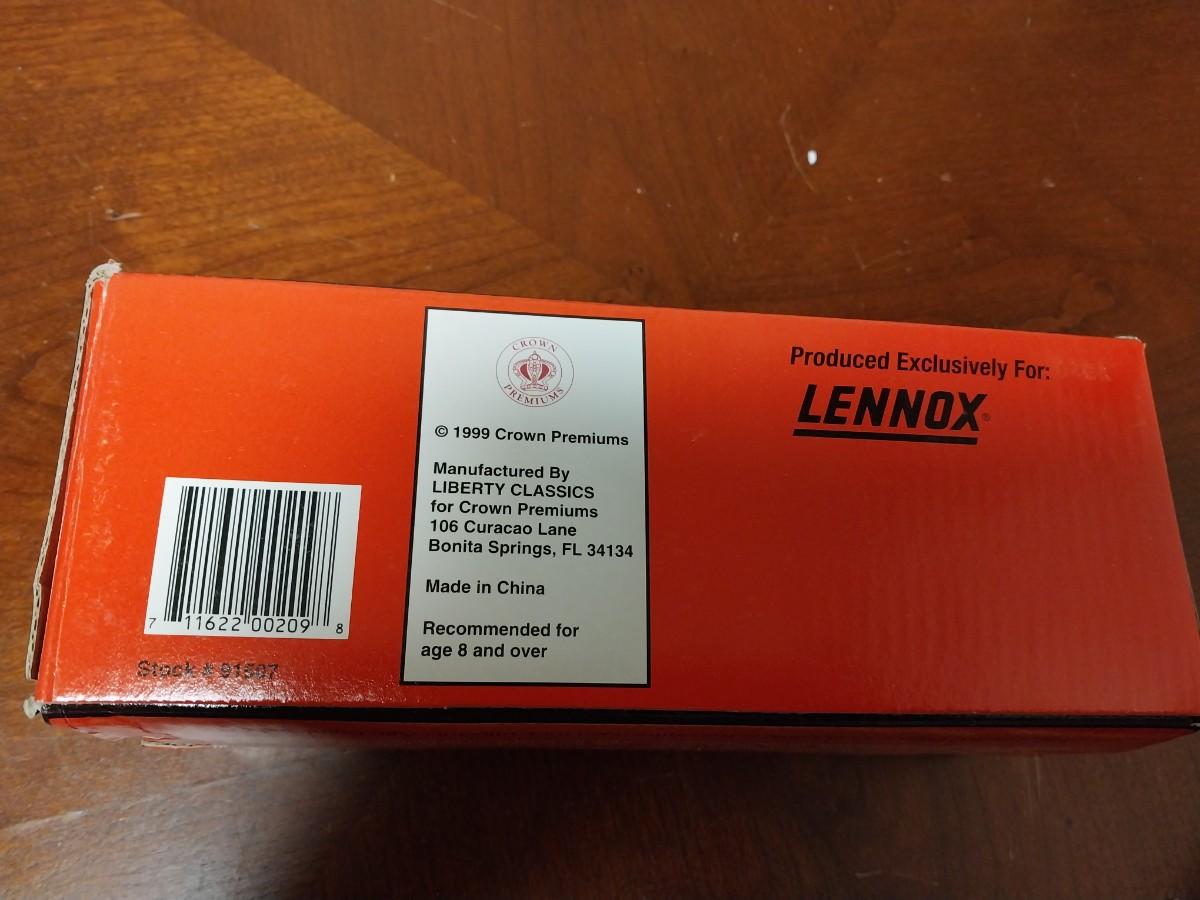 CROWN
PREMIUMS
© 1999 Crown Premiums
Manufactured By
LIBERTY CLASSICS
for Crown Premiums
106 Curacao Lane
Bonita Springs, FL 34134
Made in China
Recommended for
age 8 and over
Produced Exclusively For:
LENNOX®
7 11622 00209 8
Stock #